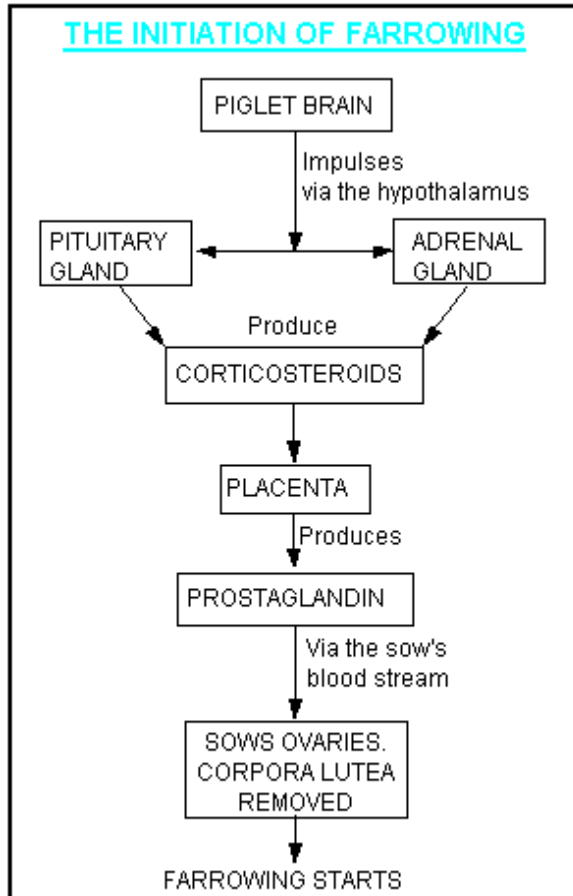 THE INITIATION OF FARROWING
PIGLET BRAIN
Impulses
via the hypothalamus
PITUITARY
GLAND
ADRENAL
GLAND
Produce
CORTICOSTEROIDS
PLACENTA
Produces
PROSTAGLANDIN
Via the sow's
blood stream
SOWS OVARIES.
CORPORA LUTEA
REMOVED
FARROWING STARTS